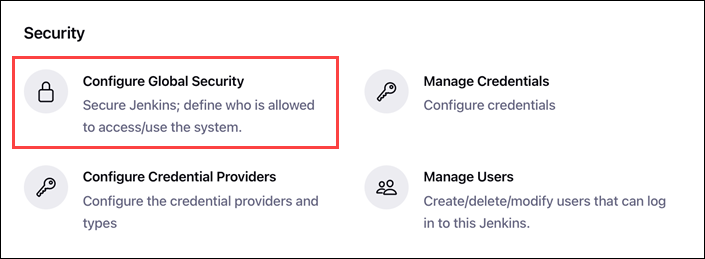 Security
Configure Global Security
Secure Jenkins; define who is allowed
to access/use the system.
Manage Credentials
Configure credentials
Configure Credential Providers
Configure the credential providers and
types
Manage Users
Create/delete/modify users that can log
in to this Jenkins.